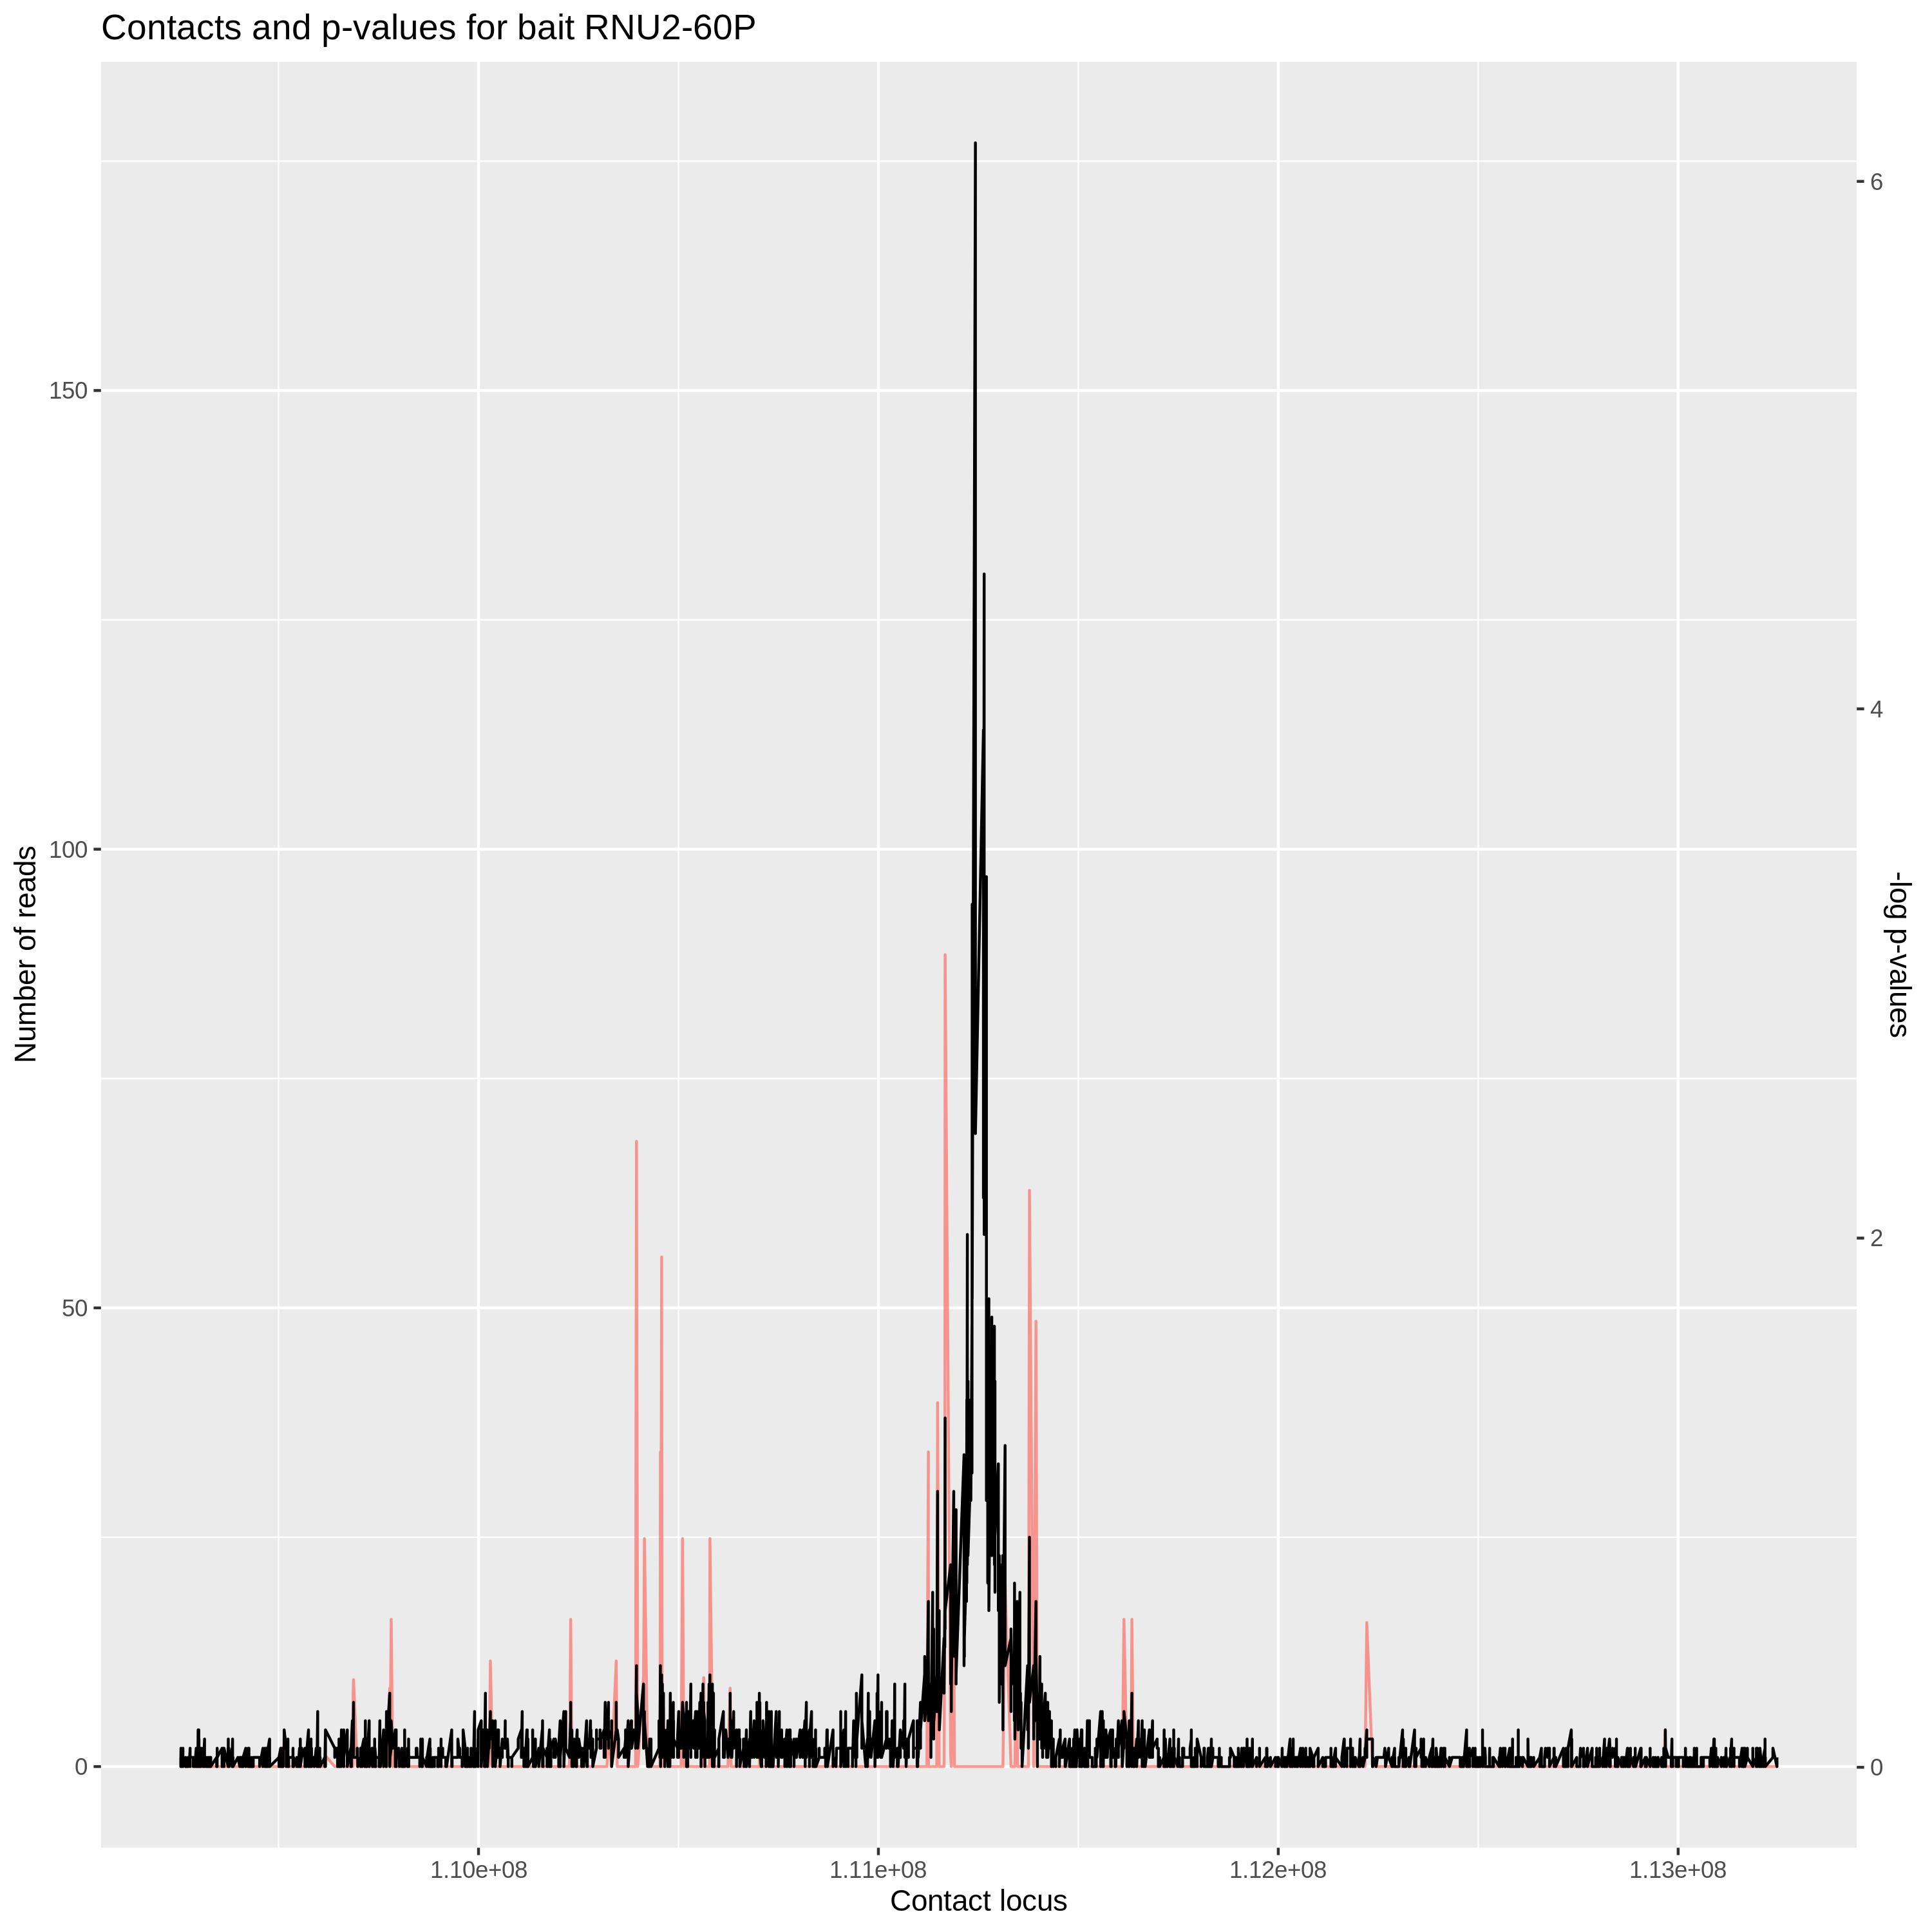 Contacts and p-values for bait RNU2-60P
Number of reads
150
100
50
0
6
4
2
0
-log p-values
1.10e+08
1.11e+08
1.12e+08
1.13e+08
Contact locus